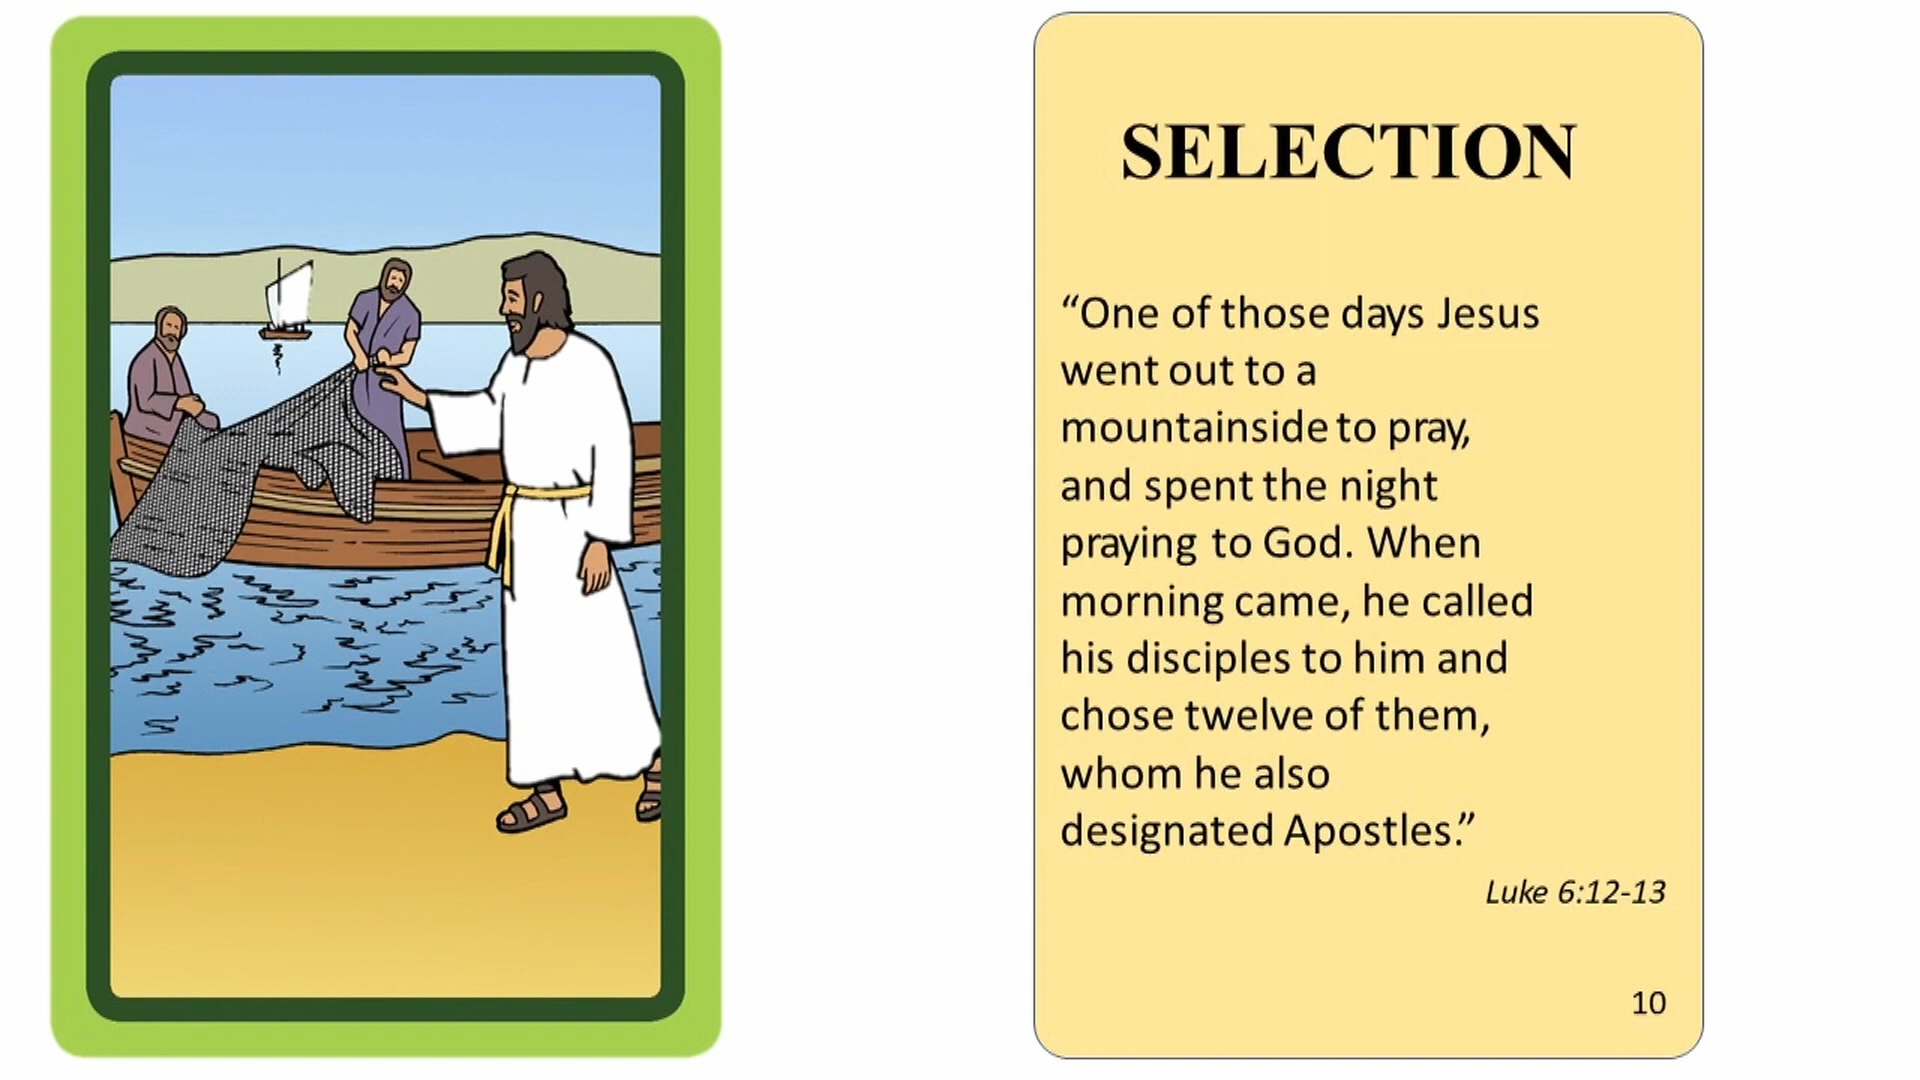 SELECTION
“One of those days Jesus
went out to a
mountainside to pray,
and spent the night
praying to God. When
morning came, he called
his disciples to him and
chose twelve of them,
whom he also
designated Apostles.”
Luke 6:12-13
10